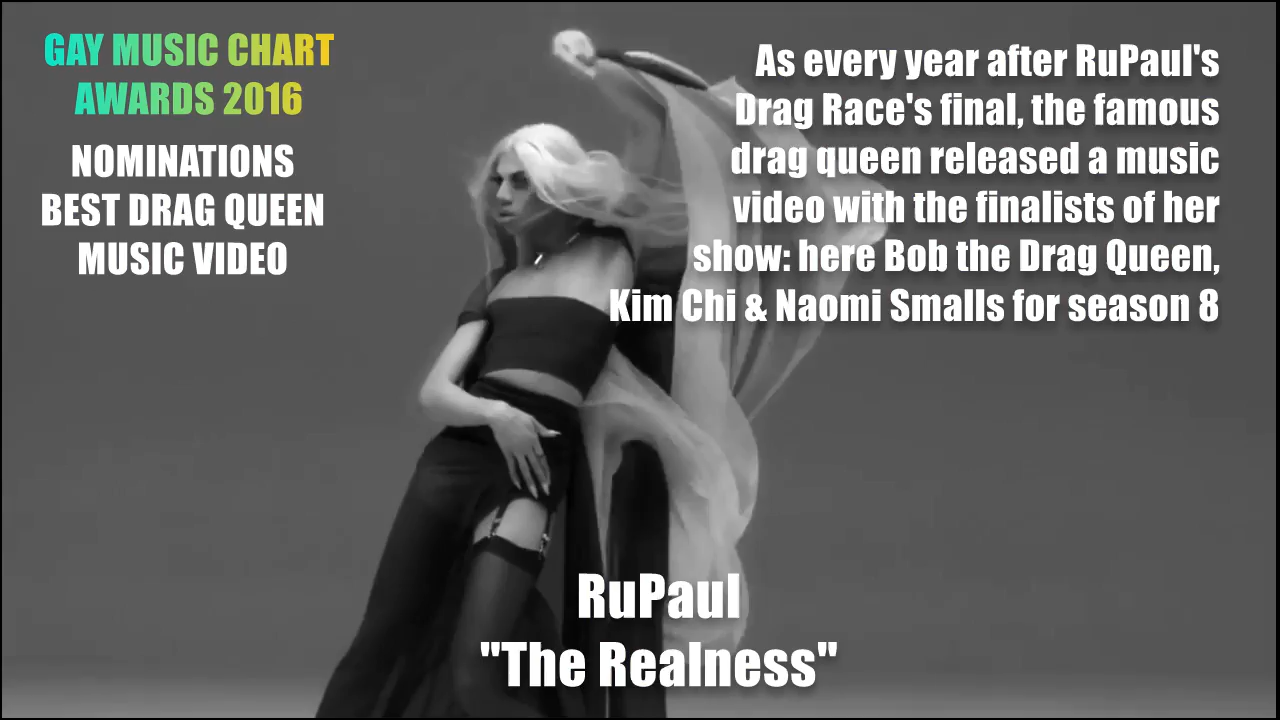 GAY MUSIC CHART
AWARDS 2016
NOMINATIONS
BEST DRAG QUEEN
MUSIC VIDEO
As every year after RuPaul's
Drag Race's final, the famous
drag queen released a music
video with the finalists of her
show: here Bob the Drag Queen,
Kim Chi & Naomi Smalls for season 8
RuPaul
"The Realness"